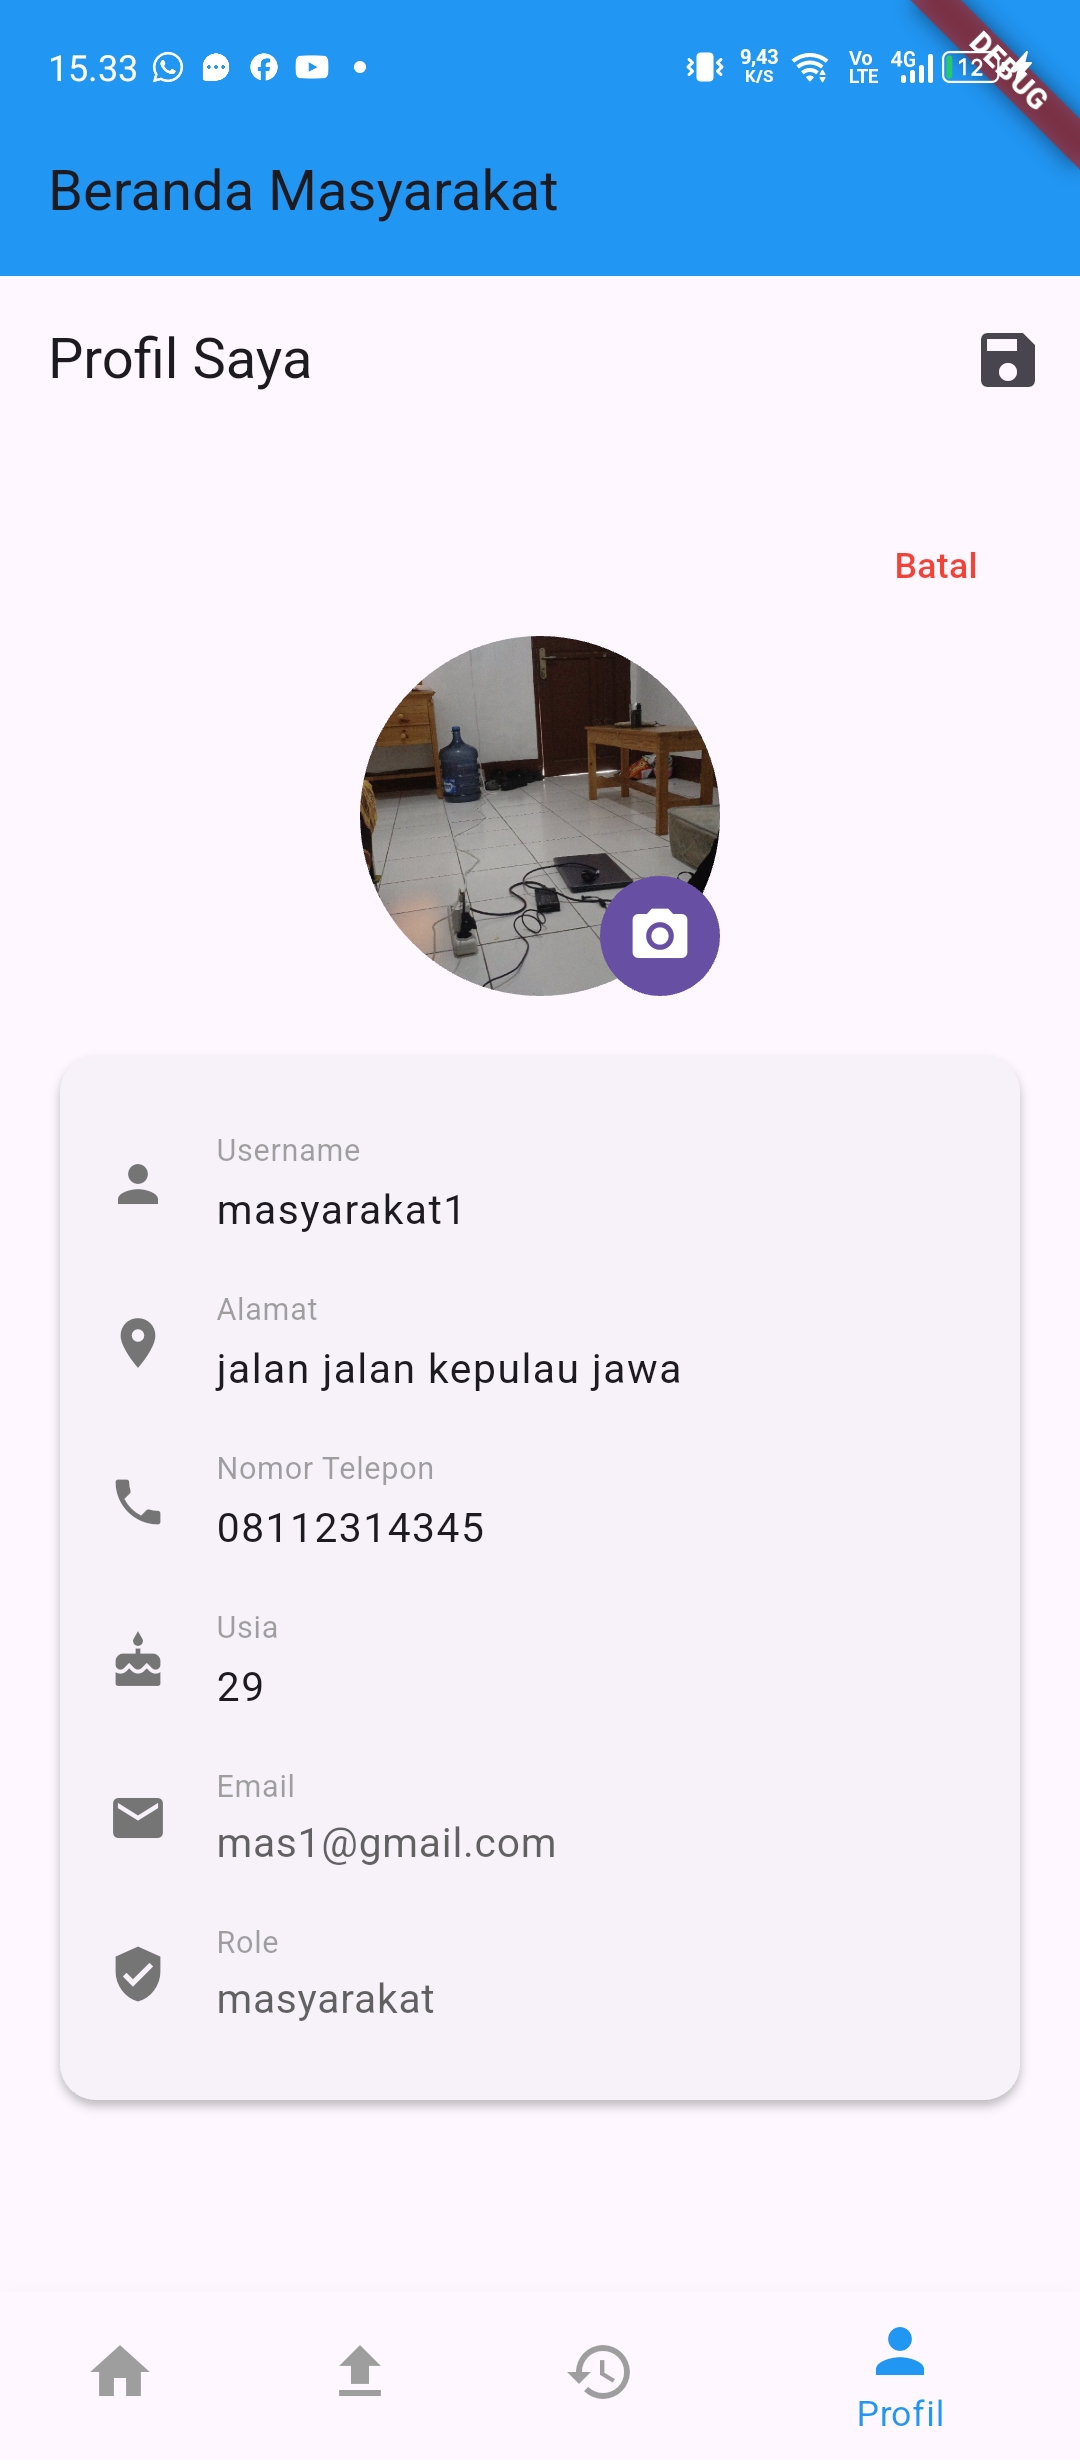 15.33 9,43 K/S Vo LTE 4G 12 DEBUG
Beranda Masyarakat
Profil Saya
Batal
Username
masyarakat1
Alamat
jalan jalan kepulau jawa
Nomor Telepon
08112314345
Usia
29
Email
mas1@gmail.com
Role
masyarakat
Profil